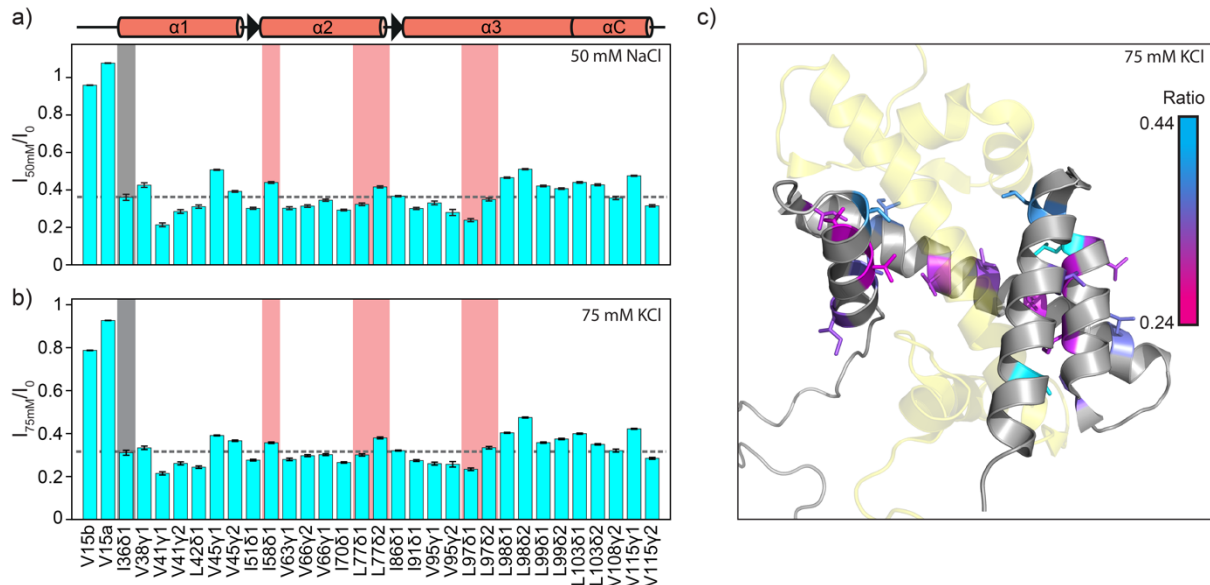 a)
α1 α2 α3 αC
50 mM NaCl
I50mM/I0
1
0.8
0.6
0.4
0.2
0
b)
75 mM KCl
I75mM/I0
1
0.8
0.6
0.4
0.2
0
V15b
V15a
I36δ1
V38γ1
V41γ1
V41γ2
L42δ1
V45γ1
V45γ2
I51δ1
I58δ1
V63γ1
V66γ2
V66γ1
I70δ1
L77δ1
L77δ2
I86δ1
I91δ1
V95γ1
V95γ2
L97δ1
L97δ2
L98δ1
L98δ2
L99δ1
L99δ2
L103δ1
L103δ2
V108γ2
V115γ1
V115γ2
c)
75 mM KCl
Ratio
0.44
0.24